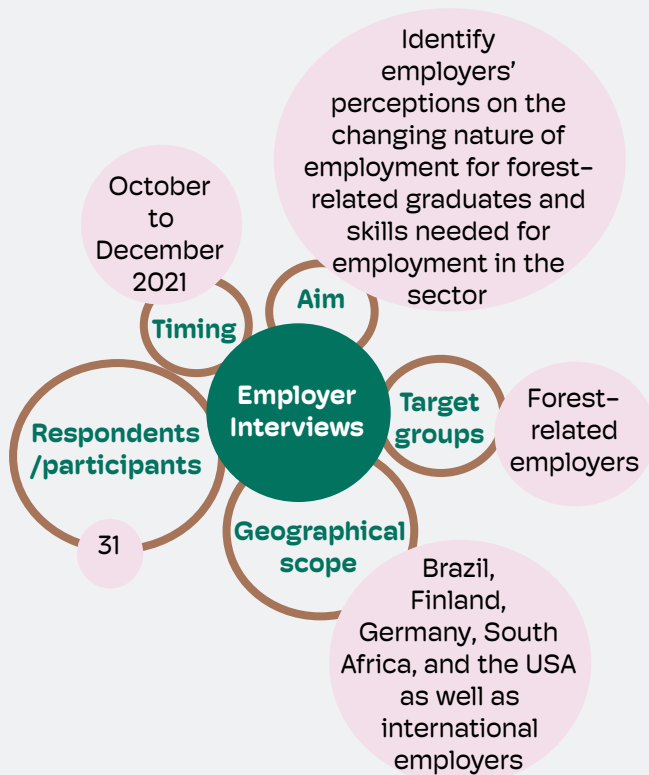 Identify
employers’
perceptions on the
changing nature of
employment for forest–
related graduates and
skills needed for
employment in the
sector
October
to
December
2021
Aim
Timing
Employer
Interviews
Target
groups
Forest–
related
employers
Respondents
/participants
31
Geographical
scope
Brazil,
Finland,
Germany, South
Africa, and the USA
as well as
international
employers